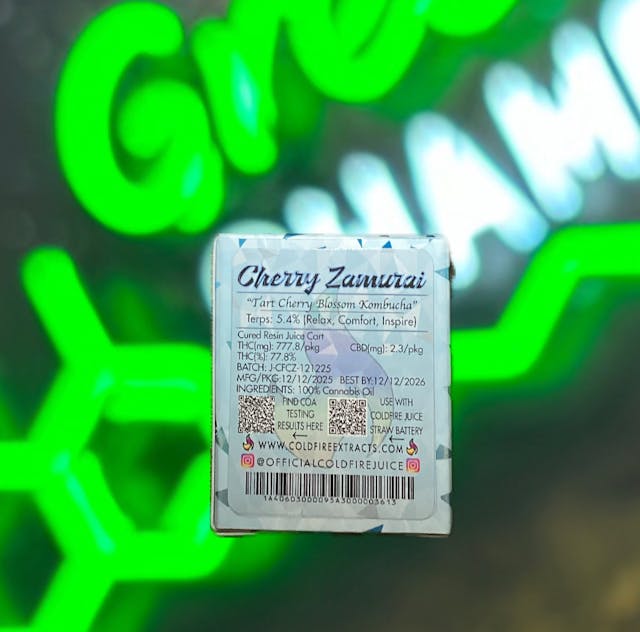 Gre
HAM
Cherry Zamurai
"Tart Cherry Blossom Kombucha"
Terps: 5.4% (Relax, Comfort, Inspire)
Cured Resin Juice Cart
THC(mg): 777.8/pkg CBD(mg): 2.3/pkg
THC(%): 77.8%
BATCH: J-CFCZ-121225
MFG/PKG:12/12/2025 BEST BY:12/12/2026
INGREDIENTS: 100% Cannabis Oil
FIND COA
TESTING
RESULTS HERE
USE WITH
COLDFIRE JUICE
STRAW BATTERY
WWW.COLDFIREEXTRACTS.COM
@OFFICIALCOLDFIREJUICE
1A40603000095A3000003613